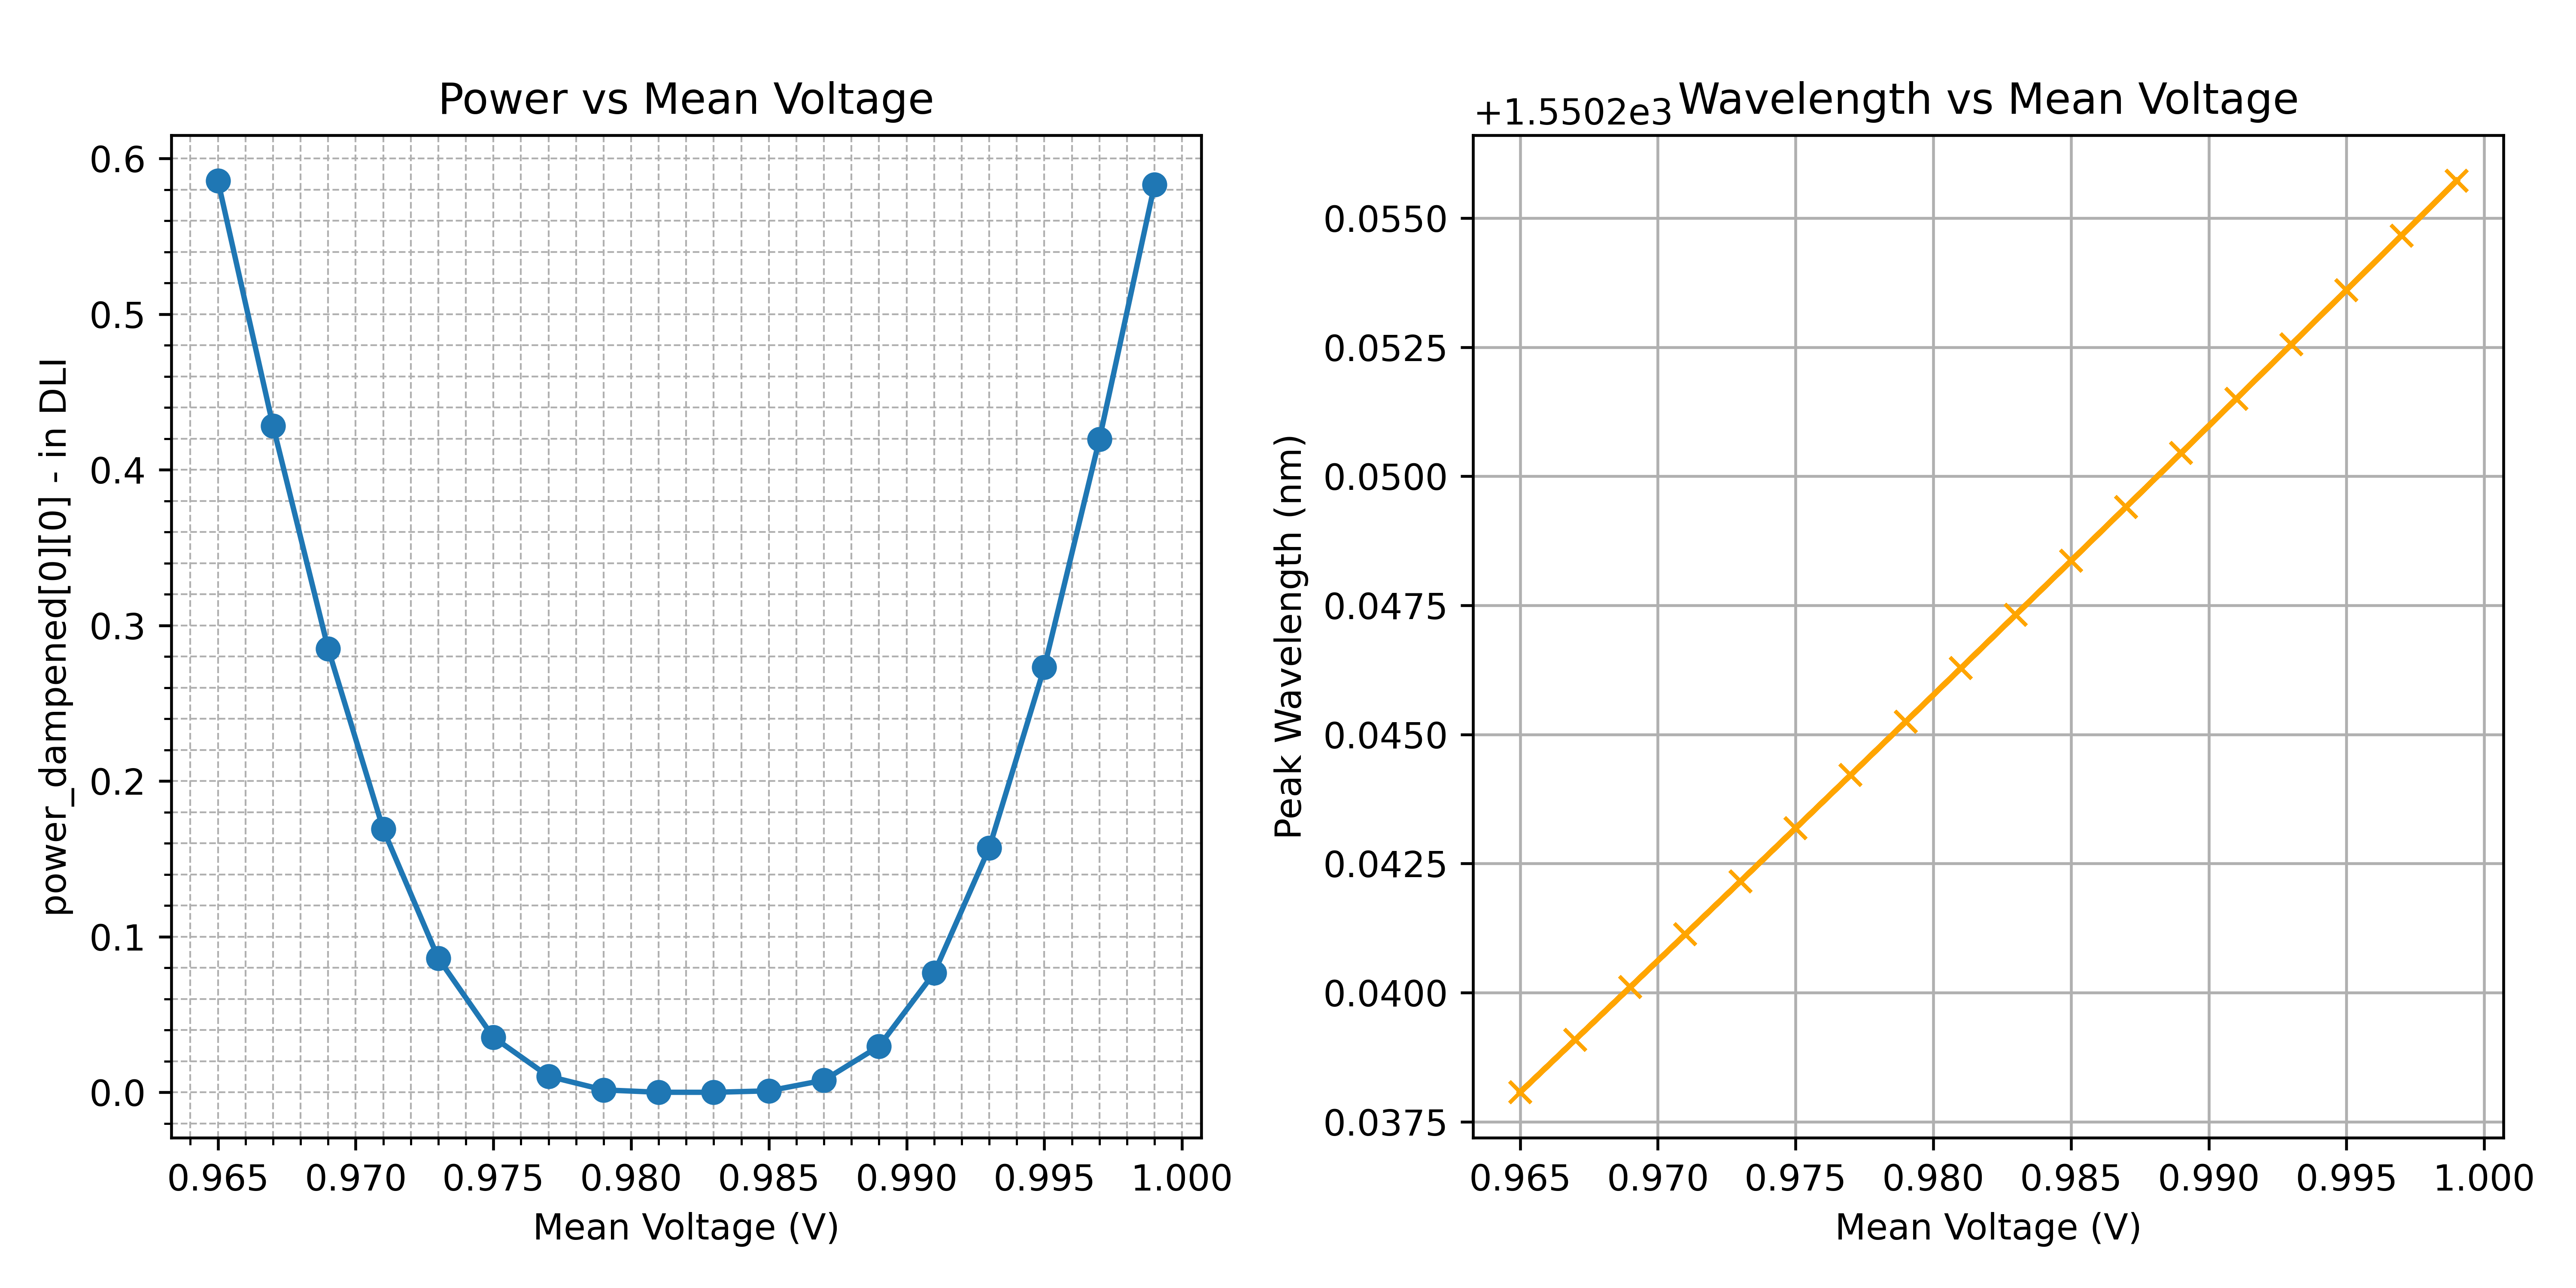 Power vs Mean Voltage
0.6
0.5
0.4
0.3
0.2
0.1
0.0
power_dampened[0][0] - in DLI
0.965 0.970 0.975 0.980 0.985 0.990 0.995 1.000
Mean Voltage (V)
+1.5502e3
Wavelength vs Mean Voltage
0.0550
0.0525
0.0500
0.0475
0.0450
0.0425
0.0400
0.0375
Peak Wavelength (nm)
0.965 0.970 0.975 0.980 0.985 0.990 0.995 1.000
Mean Voltage (V)